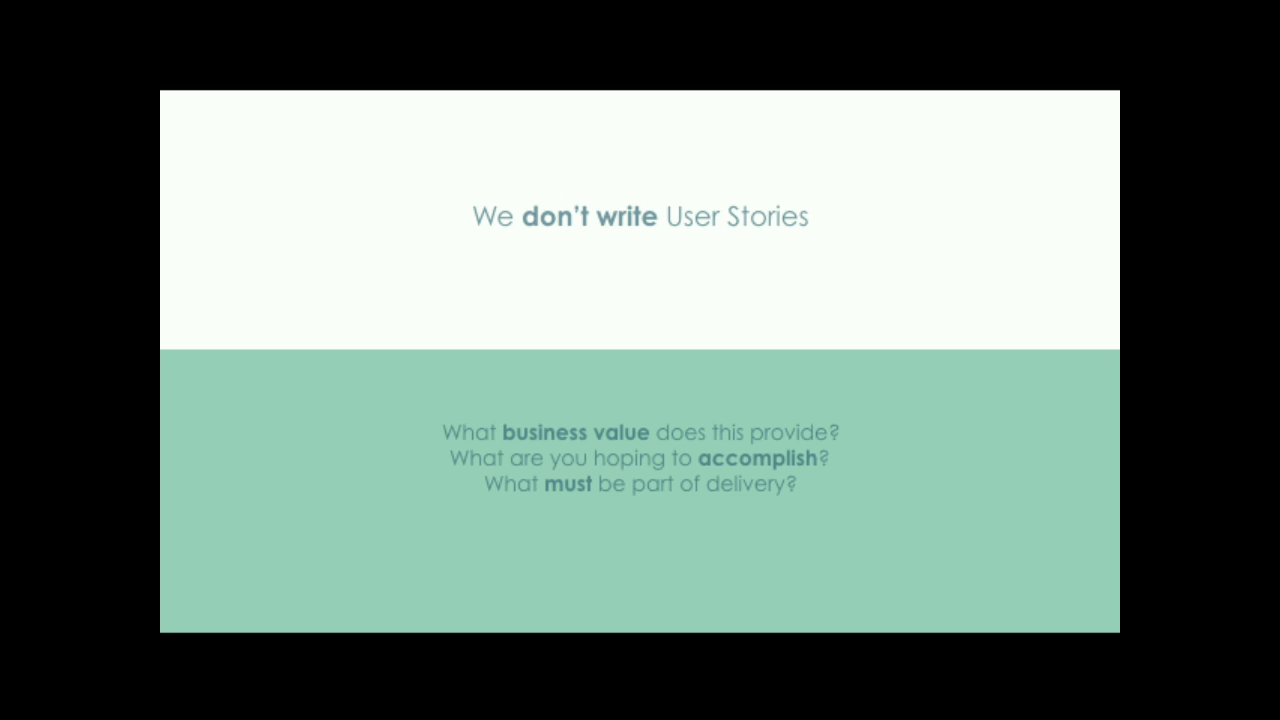 We don't write User Stories
What business value does this provide?
What are you hoping to accomplish?
What must be part of delivery?